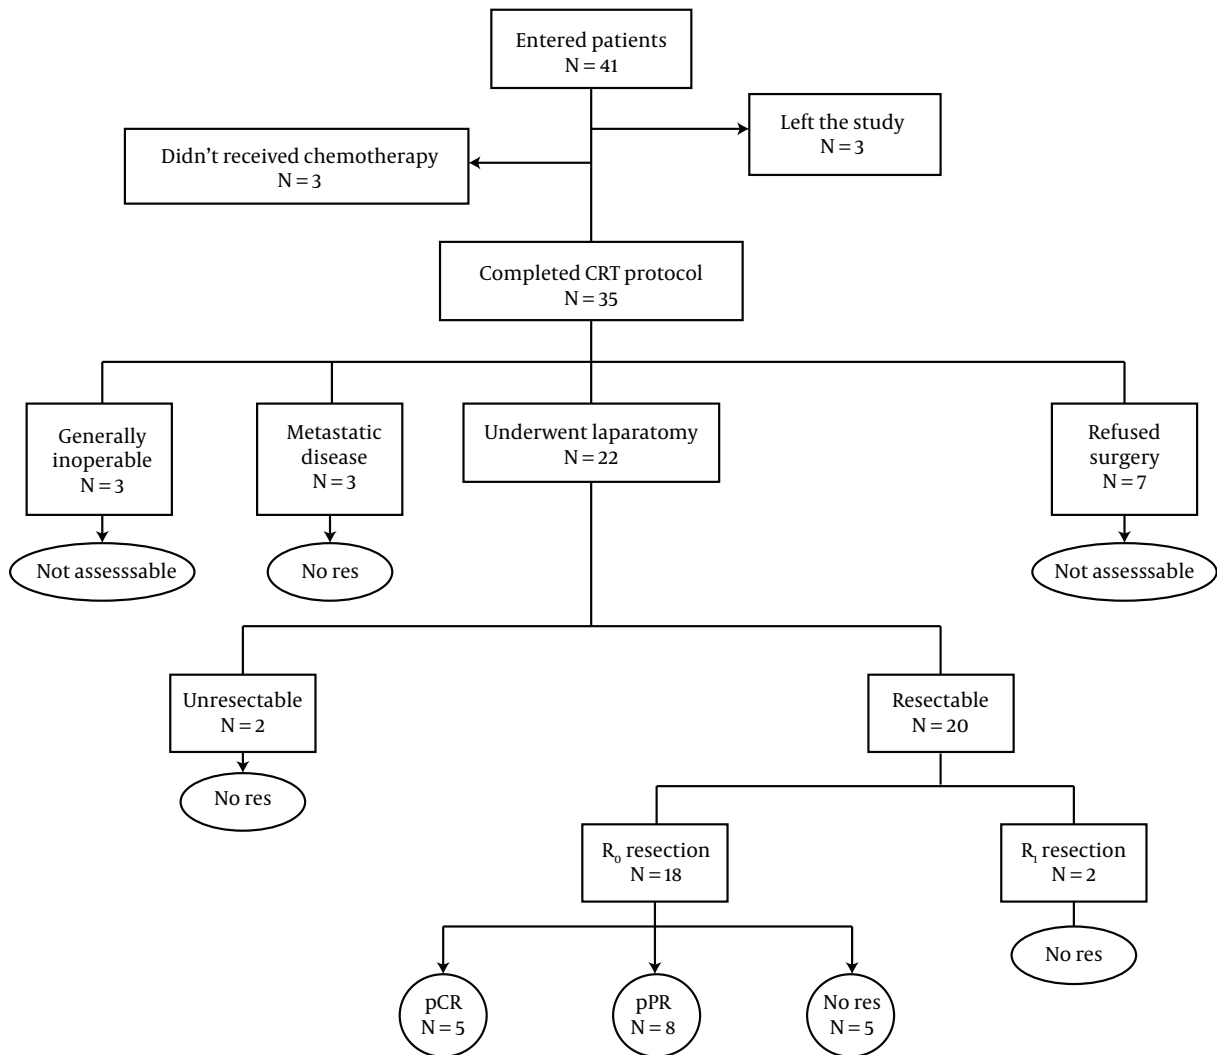 Entered patients
N = 41
Left the study
N = 3
Didn't received chemotherapy
N = 3
Completed CRT protocol
N = 35
Generally
inoperable
N = 3
Metastatic
disease
N = 3
Underwent laparatomy
N = 22
Refused
surgery
N = 7
Not assesssable
No res
Not assesssable
Unresectable
N = 2
Resectable
N = 20
No res
R₀ resection
N = 18
R₁ resection
N = 2
No res
pCR
N = 5
pPR
N = 8
No res
N = 5